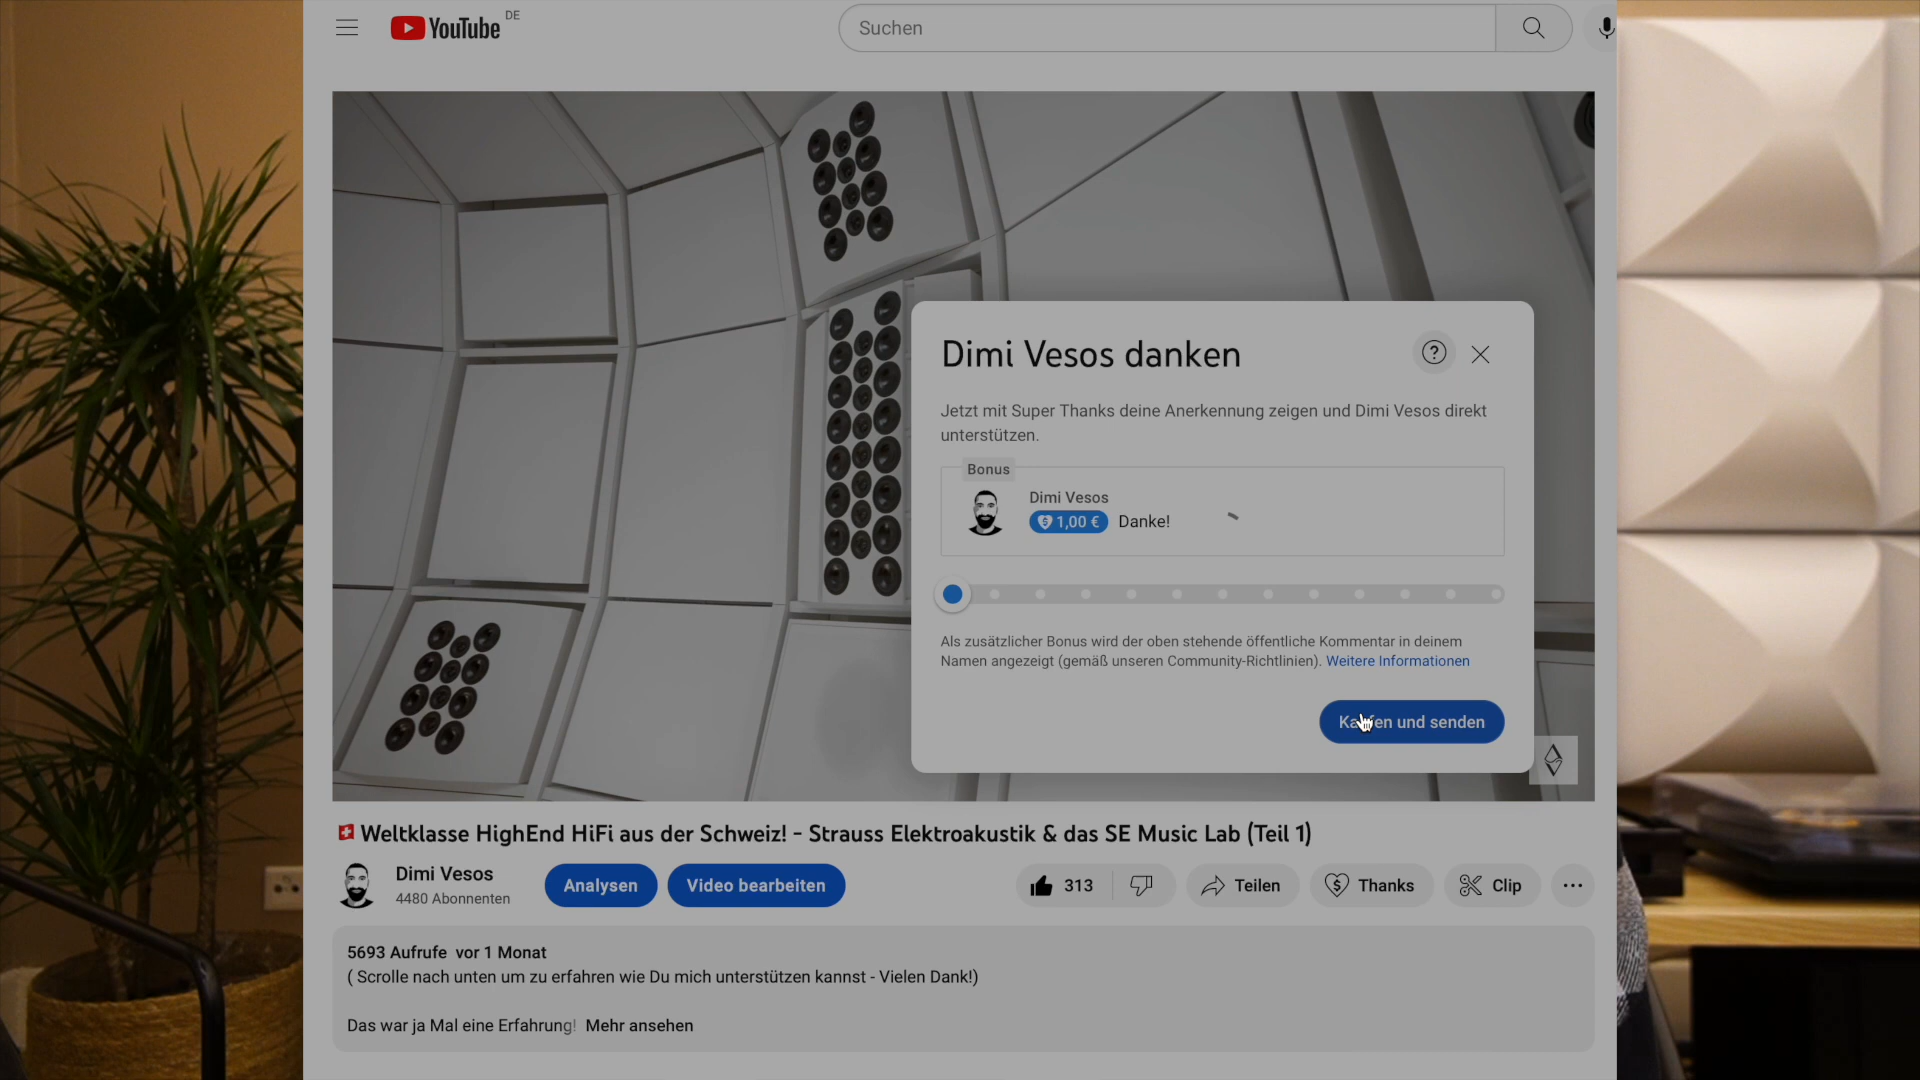 YouTube DE
Suchen
Dimi Vesos danken
Jetzt mit Super Thanks deine Anerkennung zeigen und Dimi Vesos direkt
unterstützen.
Bonus
Dimi Vesos
1,00 € Danke!
Als zusätzlicher Bonus wird der oben stehende öffentliche Kommentar in deinem
Namen angezeigt (gemäß unseren Community-Richtlinien). Weitere Informationen
Kaufen und senden
Weltklasse HighEnd HiFi aus der Schweiz! - Strauss Elektroakustik & das SE Music Lab (Teil 1)
Dimi Vesos
4480 Abonnenten
Analysen
Video bearbeiten
313
Teilen
Thanks
Clip
5693 Aufrufe vor 1 Monat
( Scrolle nach unten um zu erfahren wie Du mich unterstützen kannst - Vielen Dank!)
Das war ja Mal eine Erfahrung! Mehr ansehen